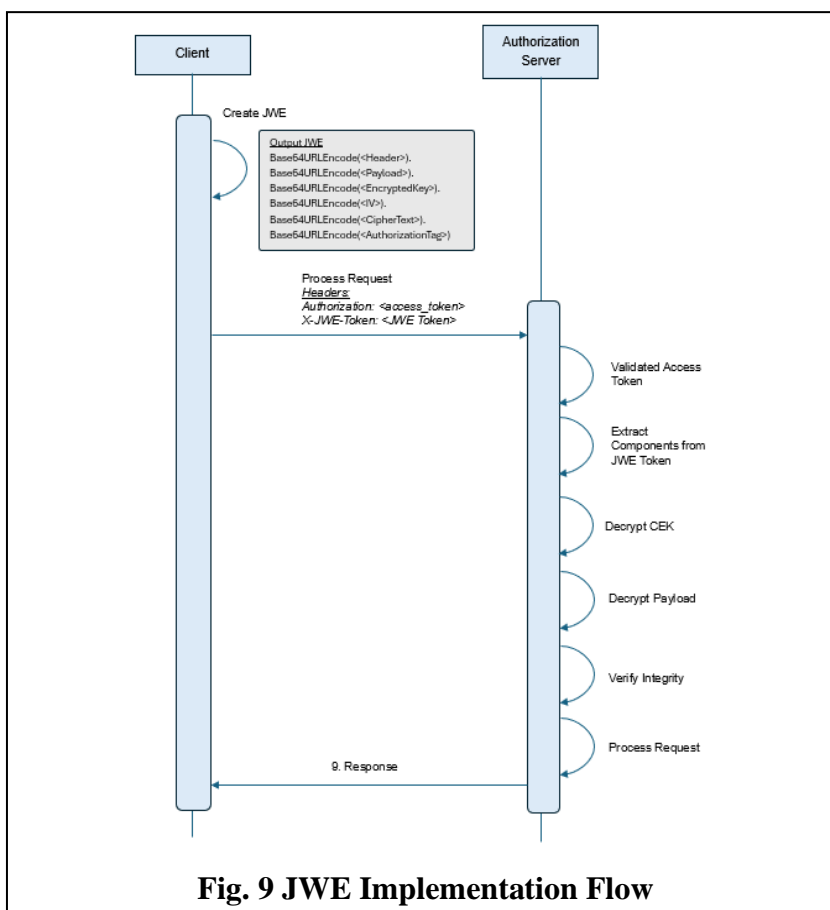 Client
Authorization
Server
Create JWE
Output JWE
Base64URLEncode(<Header>).
Base64URLEncode(<Payload>).
Base64URLEncode(<EncryptedKey>).
Base64URLEncode(<IV>).
Base64URLEncode(<CipherText>).
Base64URLEncode(<AuthorizationTag>)
Process Request
Headers:
Authorization: <access_token>
X-JWE-Token: <JWE Token>
Validated Access
Token
Extract
Components from
JWE Token
Decrypt CEK
Decrypt Payload
Verify Integrity
Process Request
9. Response
Fig. 9 JWE Implementation Flow